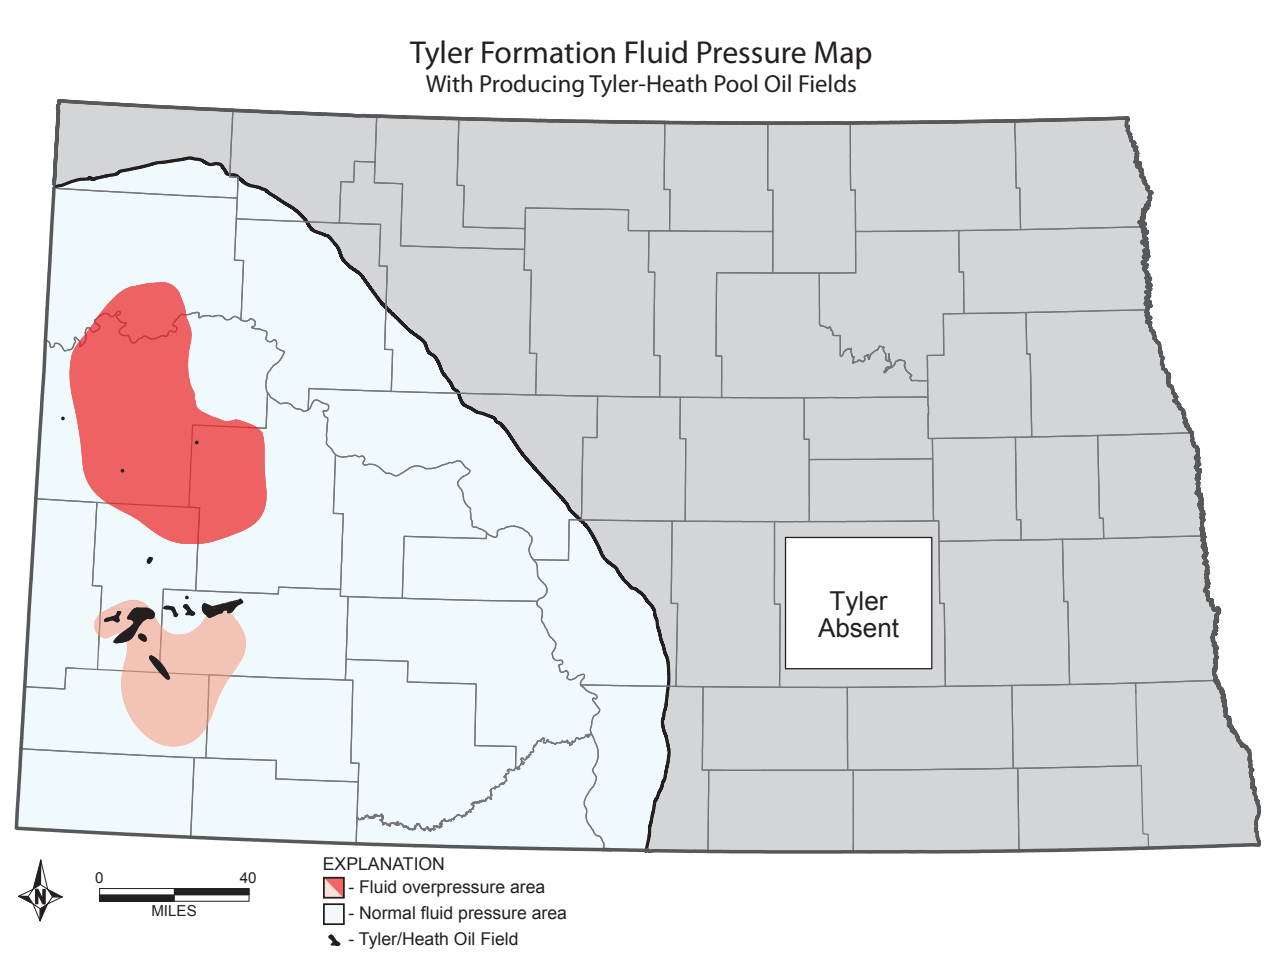 Tyler Formation Fluid Pressure Map
With Producing Tyler-Heath Pool Oil Fields
Tyler
Absent
N
0 40
MILES
EXPLANATION
- Fluid overpressure area
- Normal fluid pressure area
- Tyler/Heath Oil Field